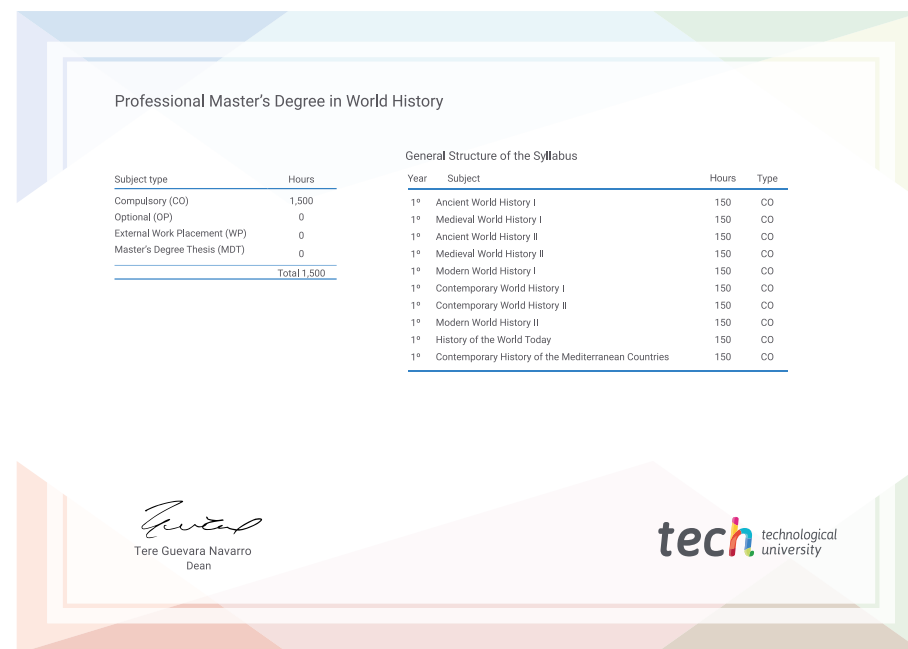 Professional Master's Degree in World History
Subject type Hours
Compulsory (CO) 1,500
Optional (OP) 0
External Work Placement (WP) 0
Master's Degree Thesis (MDT) 0
Total 1,500
General Structure of the Syllabus
Year Subject Hours Type
1º Ancient World History I 150 CO
1º Medieval World History I 150 CO
1º Ancient World History II 150 CO
1º Medieval World History II 150 CO
1º Modern World History I 150 CO
1º Contemporary World History I 150 CO
1º Contemporary World History II 150 CO
1º Modern World History II 150 CO
1º History of the World Today 150 CO
1º Contemporary History of the Mediterranean Countries 150 CO
Tere Guevara Navarro
Dean
tech technological
university